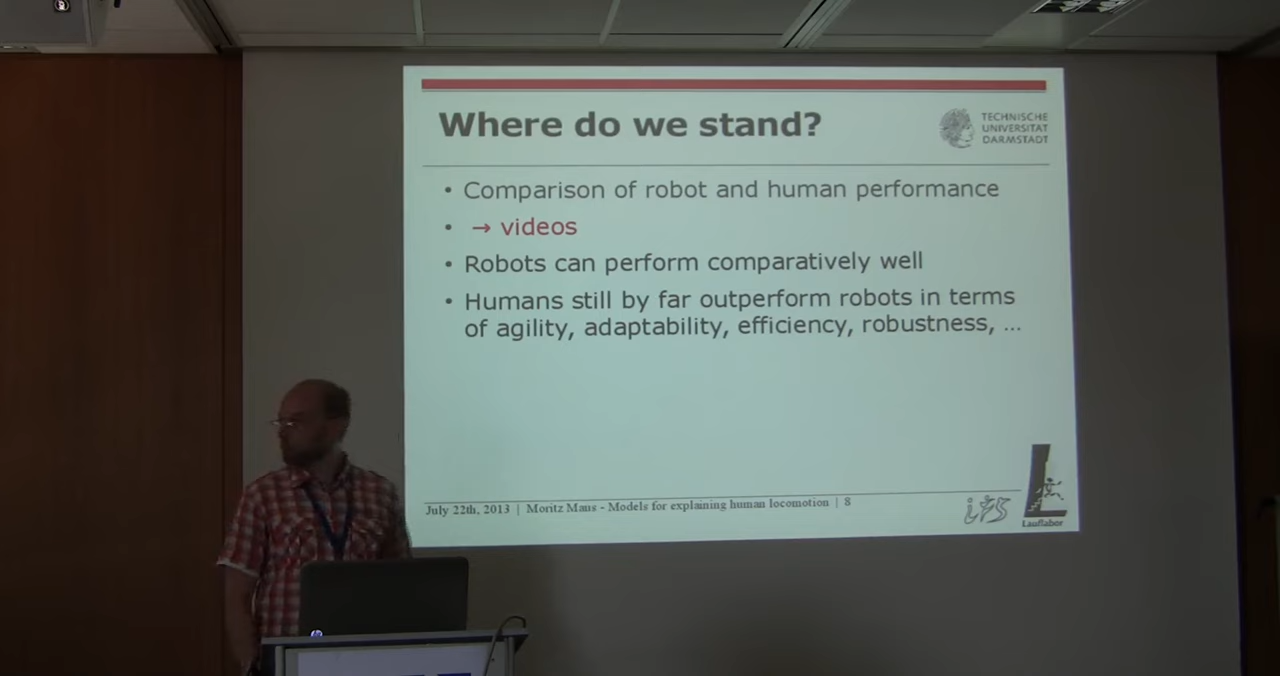 Where do we stand?
TECHNISCHE
UNIVERSITÄT
DARMSTADT
• Comparison of robot and human performance
• → videos
• Robots can perform comparatively well
• Humans still by far outperform robots in terms
of agility, adaptability, efficiency, robustness, ...
July 22th, 2013 | Moritz Maus - Models for explaining human locomotion | 8
Lauflabor
hp